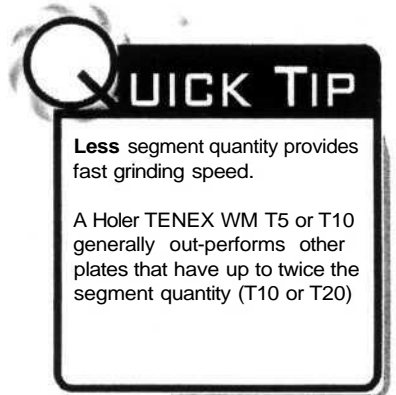 QUICK TIP
Less segment quantity provides
fast grinding speed.
A Holer TENEX WM T5 or T10
generally out-performs other
plates that have up to twice the
segment quantity (T10 or T20)